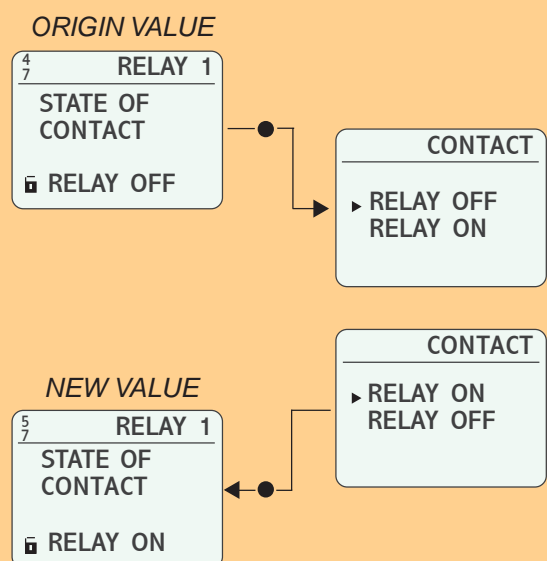 ORIGIN VALUE
4
7
RELAY 1
STATE OF
CONTACT
RELAY OFF
CONTACT
RELAY OFF
RELAY ON
CONTACT
RELAY ON
RELAY OFF
NEW VALUE
5
7
RELAY 1
STATE OF
CONTACT
RELAY ON